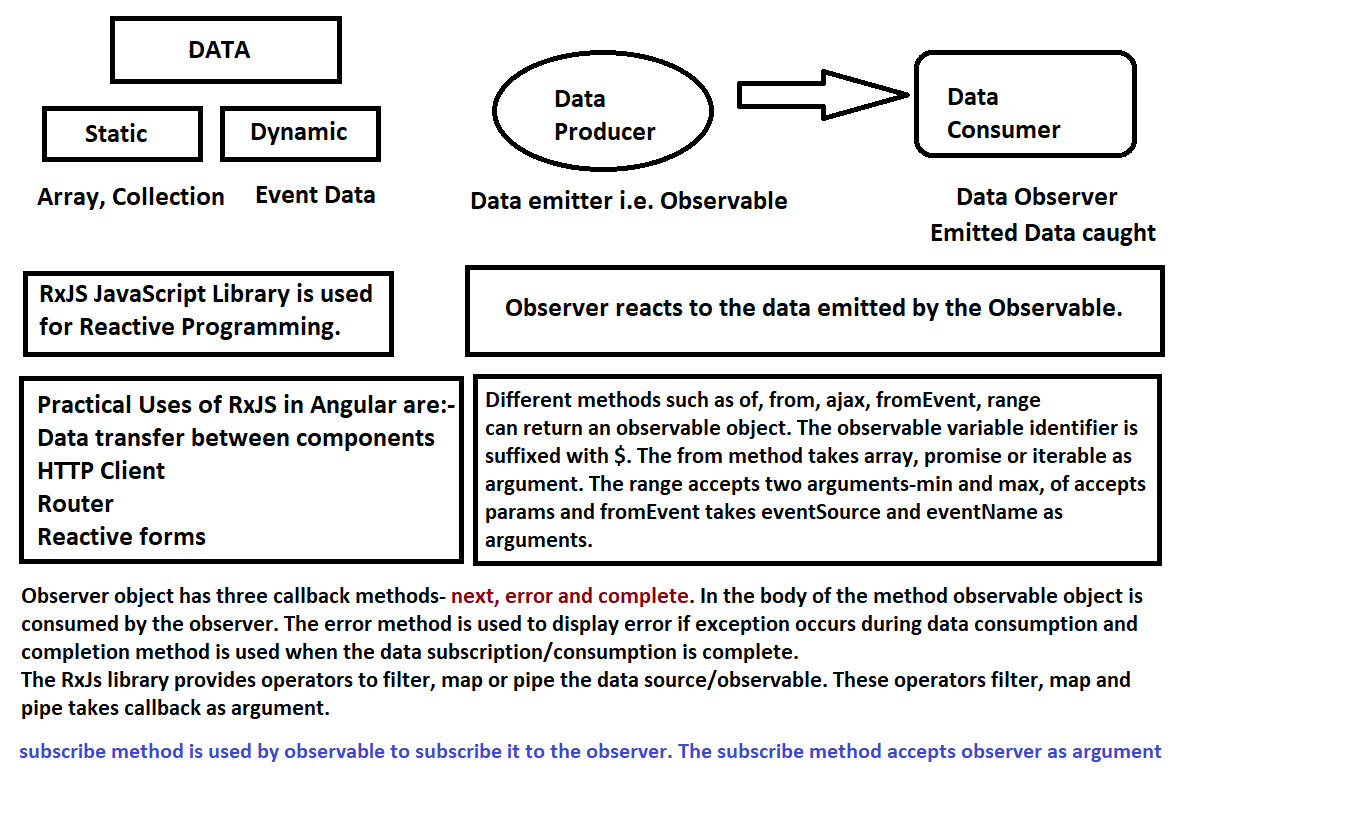 DATA
Static
Dynamic
Array, Collection
Event Data
Data
Producer
Data
Consumer
Data emitter i.e. Observable
Data Observer
Emitted Data caught
RxJS JavaScript Library is used
for Reactive Programming.
Observer reacts to the data emitted by the Observable.
Practical Uses of RxJS in Angular are:-
Data transfer between components
HTTP Client
Router
Reactive forms
Different methods such as of, from, ajax, fromEvent, range
can return an observable object. The observable variable identifier is
suffixed with $. The from method takes array, promise or iterable as
argument. The range accepts two arguments-min and max, of accepts
params and fromEvent takes eventSource and eventName as
arguments.
Observer object has three callback methods- next, error and complete. In the body of the method observable object is
consumed by the observer. The error method is used to display error if exception occurs during data consumption and
completion method is used when the data subscription/consumption is complete.
The RxJs library provides operators to filter, map or pipe the data source/observable. These operators filter, map and
pipe takes callback as argument.
subscribe method is used by observable to subscribe it to the observer. The subscribe method accepts observer as argument